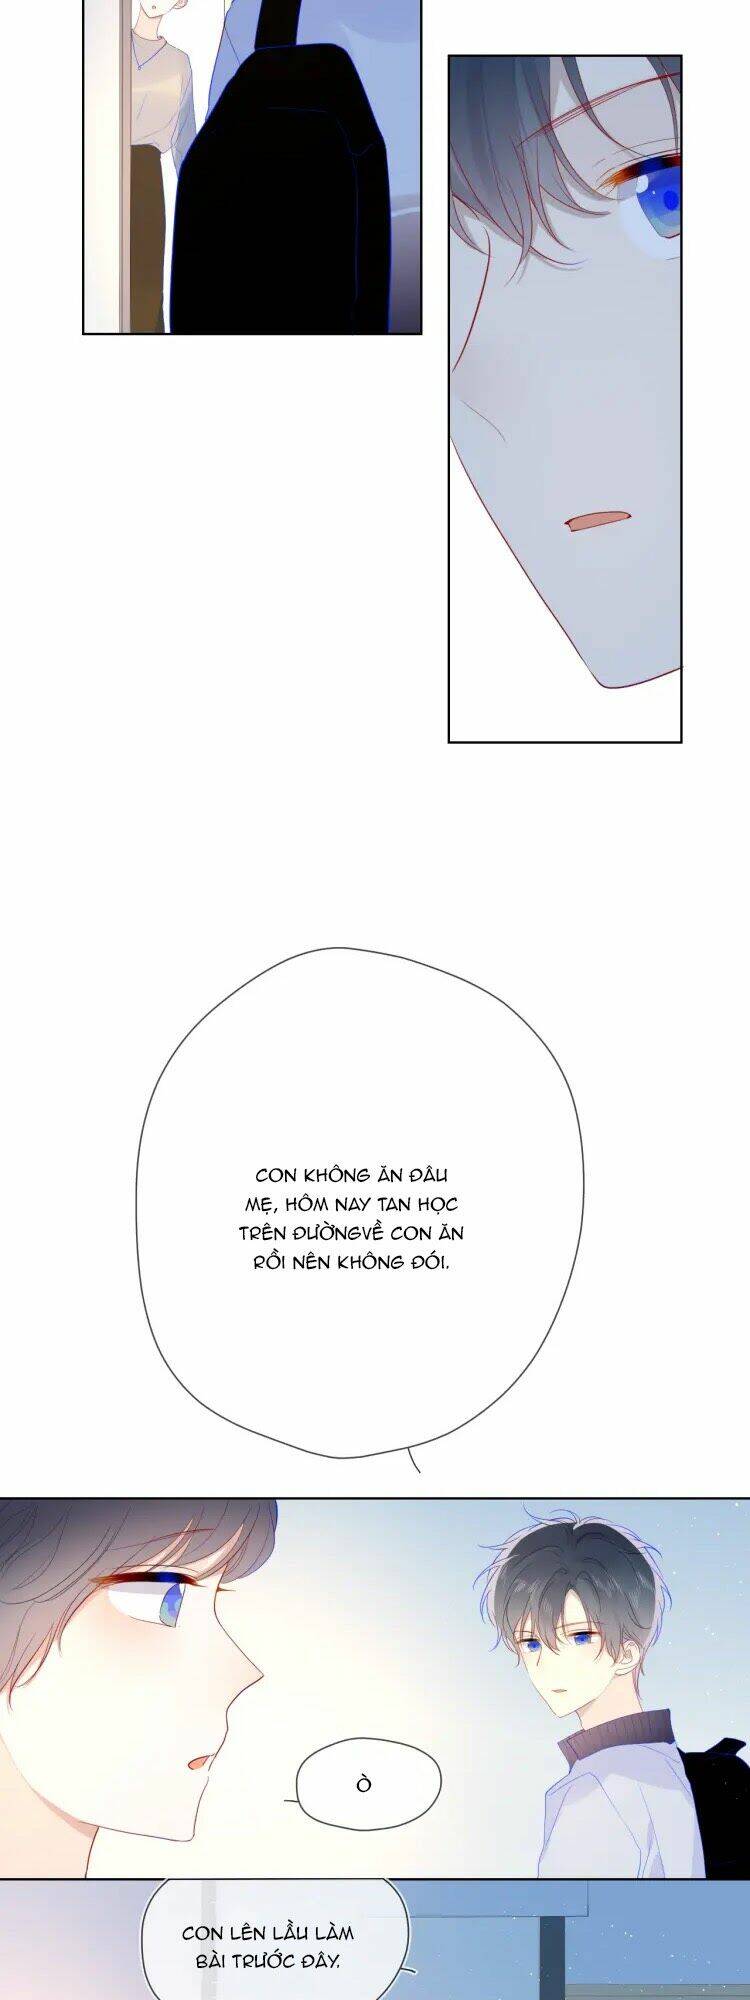 CON KHÔNG ĂN ĐÂU
MẸ, HÔM NAY TAN HỌC
TRÊN ĐƯỜNGVỀ CON ĂN
RỒI NÊN KHÔNG ĐÓI.
Ò
CON LÊN LẦU LÀM
BÀI TRƯỚC ĐÂY.